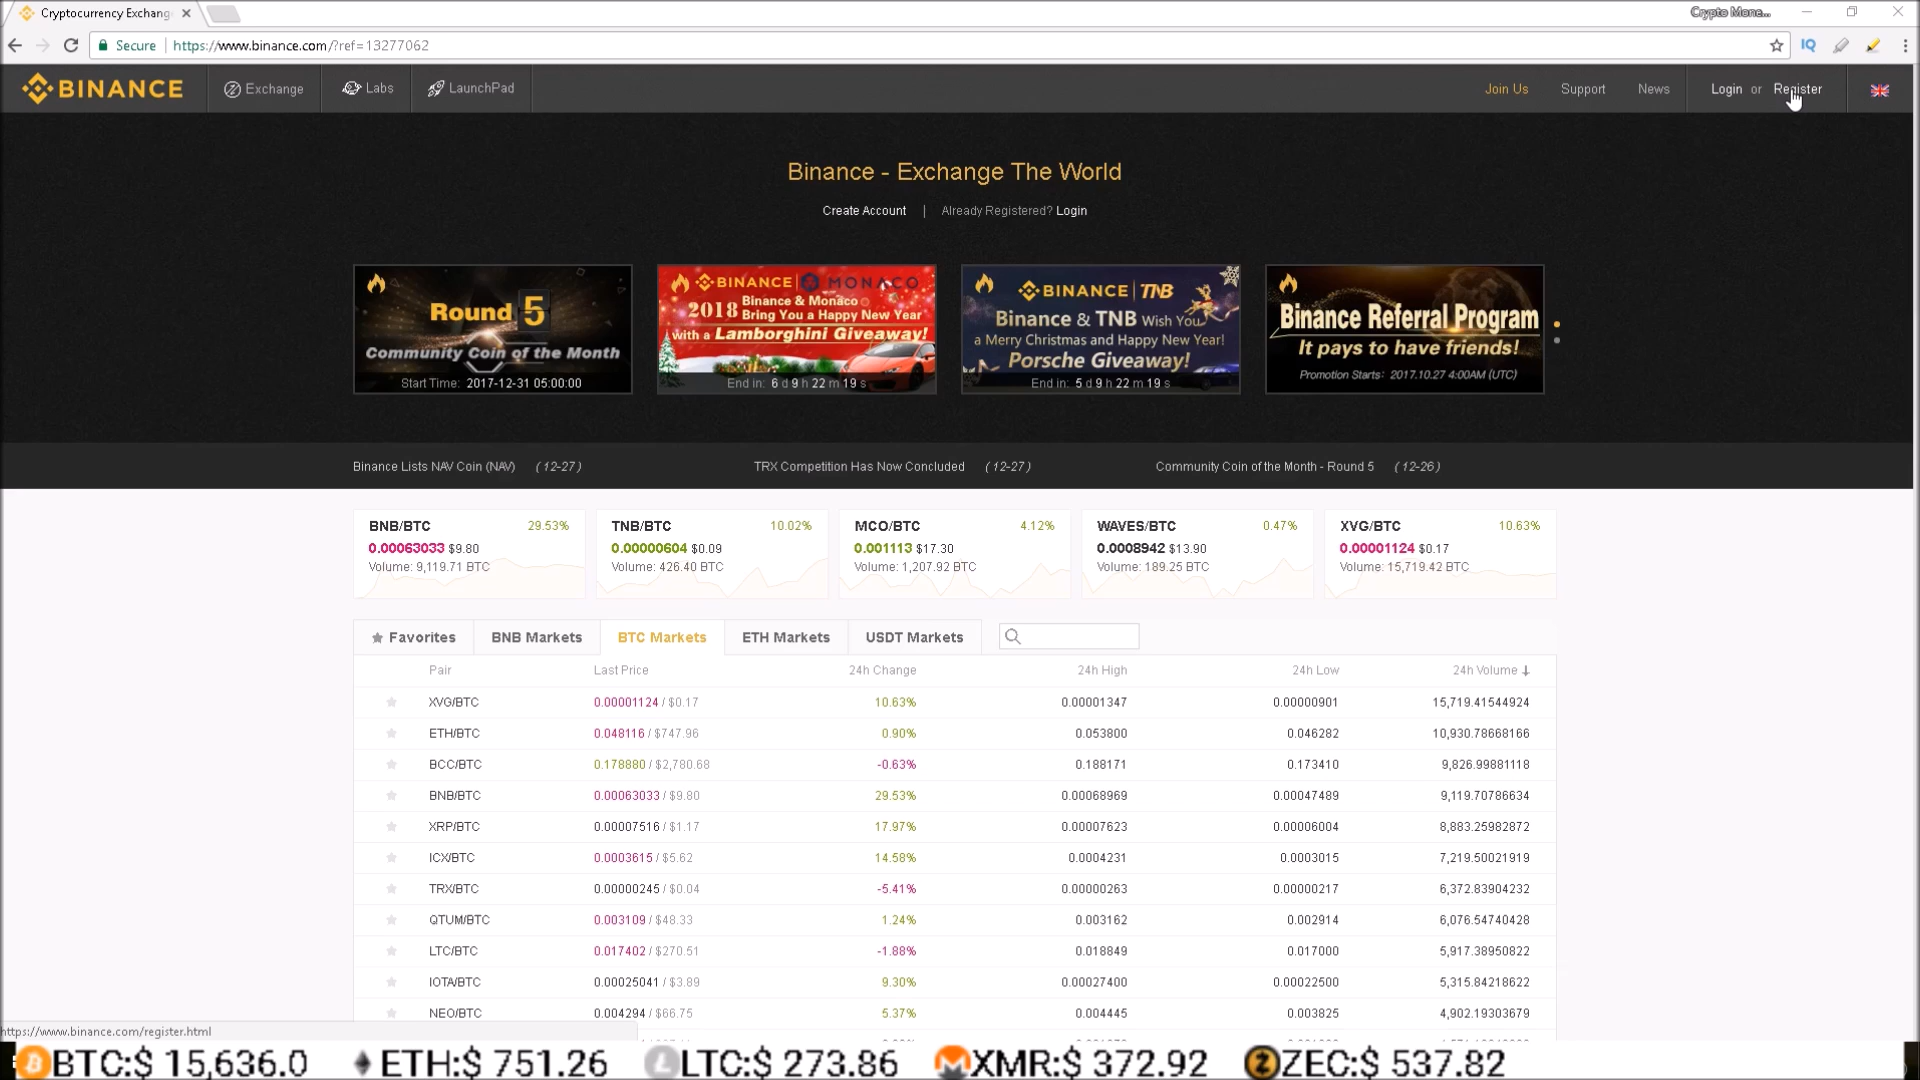 Cryptocurrency Exchang
Crypto Mone...
Secure https://www.binance.com/?ref=13277062
IQ
BINANCE Exchange Labs LaunchPad Join Us Support News Login or Register
Binance - Exchange The World
Create Account | Already Registered? Login
Round 5
Community Coin of the Month
Start Time: 2017-12-31 05:00:00
BINANCE | MONACO
Binance & Monaco
2018 Bring You a Happy New Year
with a Lamborghini Giveaway!
End in: 6 d 9 h 22 m 19 s
BINANCE | TNB
Binance & TNB Wish You
a Merry Christmas and Happy New Year!
Porsche Giveaway!
End in: 5 d 9 h 22 m 19 s
Binance Referral Program
It pays to have friends!
Promotion Starts: 2017.10.27 4:00AM (UTC)
Binance Lists NAV Coin (NAV) (12-27) TRX Competition Has Now Concluded (12-27) Community Coin of the Month - Round 5 (12-26)
BNB/BTC 29.53%
0.00063033 $9.80
Volume: 9,119.71 BTC
TNB/BTC 10.02%
0.00000604 $0.09
Volume: 426.40 BTC
MCO/BTC 4.12%
0.001113 $17.30
Volume: 1,207.92 BTC
WAVES/BTC 0.47%
0.0008942 $13.90
Volume: 189.25 BTC
XVG/BTC 10.63%
0.00001124 $0.17
Volume: 15,719.42 BTC
Favorites BNB Markets BTC Markets ETH Markets USDT Markets
Pair Last Price 24h Change 24h High 24h Low 24h Volume
XVG/BTC 0.00001124 / $0.17 10.63% 0.00001347 0.00000901 15,719.41544924
ETH/BTC 0.048116 / $747.96 0.90% 0.053800 0.046282 10,930.78668166
BCC/BTC 0.178880 / $2,780.68 -0.63% 0.188171 0.173410 9,826.99881118
BNB/BTC 0.00063033 / $9.80 29.53% 0.00068969 0.00047489 9,119.70786634
XRP/BTC 0.00007516 / $1.17 17.97% 0.00007623 0.00006004 8,883.25982872
ICX/BTC 0.0003615 / $5.62 14.58% 0.0004231 0.0003015 7,219.50021919
TRX/BTC 0.00000245 / $0.04 -5.41% 0.00000263 0.00000217 6,372.83904232
QTUM/BTC 0.003109 / $48.33 1.24% 0.003162 0.002914 6,076.54740428
LTC/BTC 0.017402 / $270.51 -1.88% 0.018849 0.017000 5,917.38950822
IOTA/BTC 0.00025041 / $3.89 9.30% 0.00027400 0.00022500 5,315.84218622
NEO/BTC 0.004294 / $66.75 5.37% 0.004445 0.003825 4,902.19303679
https://www.binance.com/register.html
BTC:$ 15,636.0 ETH:$ 751.26 LTC:$ 273.86 XMR:$ 372.92 ZEC:$ 537.82